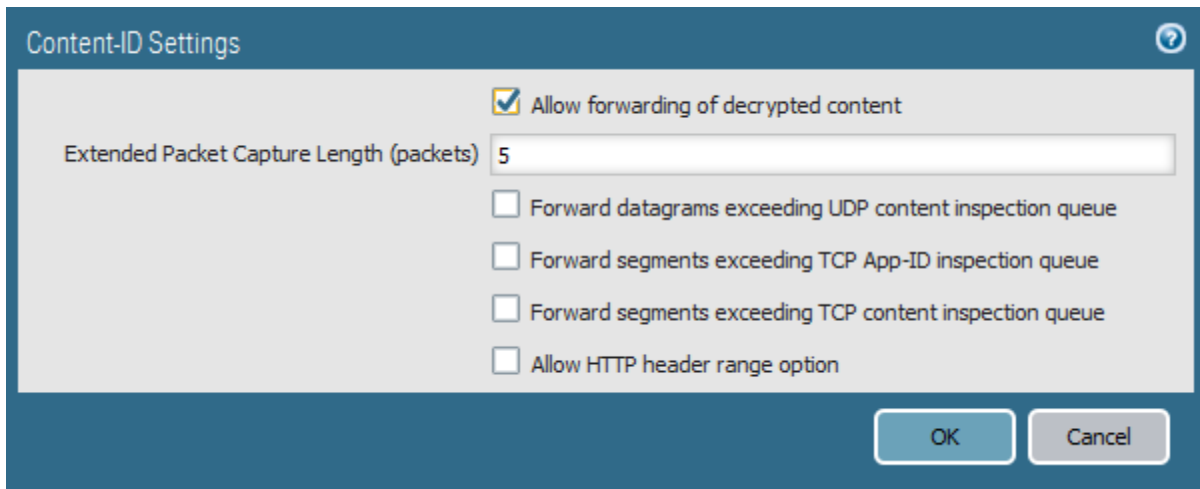 Content-ID Settings
Allow forwarding of decrypted content
Extended Packet Capture Length (packets) 5
Forward datagrams exceeding UDP content inspection queue
Forward segments exceeding TCP App-ID inspection queue
Forward segments exceeding TCP content inspection queue
Allow HTTP header range option
OK Cancel